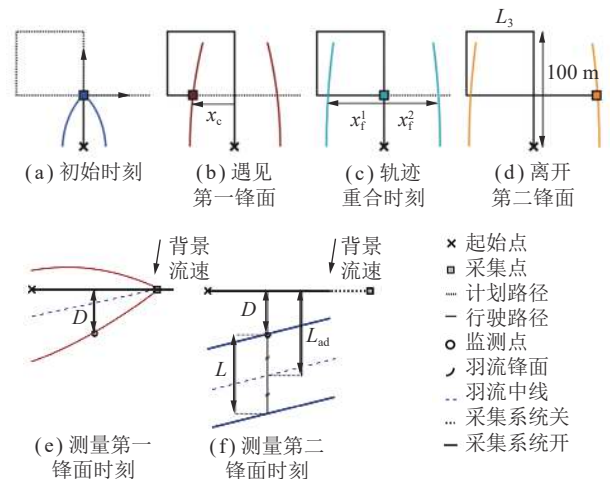 L₃
100 m
x_c
x_f¹
x_f²
(a) 初始时刻
(b) 遇见
第一锋面
(c) 轨迹
重合时刻
(d) 离开
第二锋面
背景
流速
D
(e) 测量第一
锋面时刻
背景
流速
D
L
L_ad
(f) 测量第二
锋面时刻
起始点
采集点
计划路径
行驶路径
监测点
羽流锋面
羽流中线
采集系统关
采集系统开